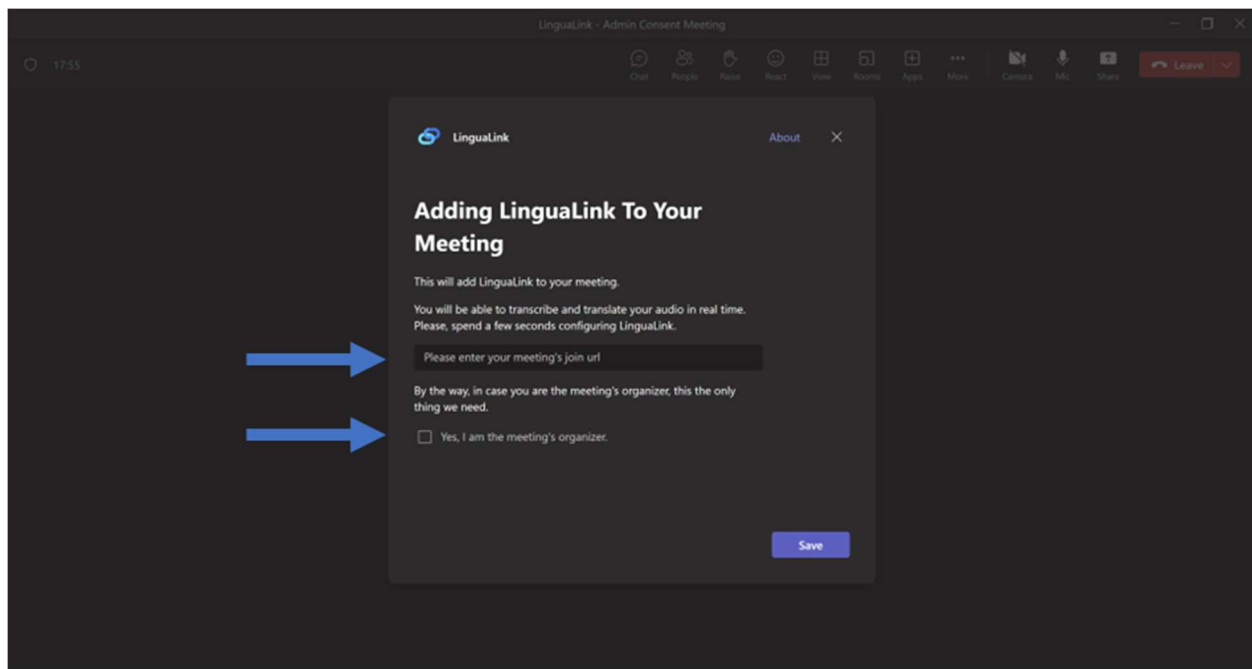 LinguaLink - Admin Consent Meeting
17:55
Chat People Raise React View Rooms Apps More Camera Mic Share Leave
LinguaLink About
Adding LinguaLink To Your
Meeting
This will add LinguaLink to your meeting.
You will be able to transcribe and translate your audio in real time.
Please, spend a few seconds configuring LinguaLink.
Please enter your meeting's join url
By the way, in case you are the meeting's organizer, this the only
thing we need.
Yes, I am the meeting's organizer.
Save